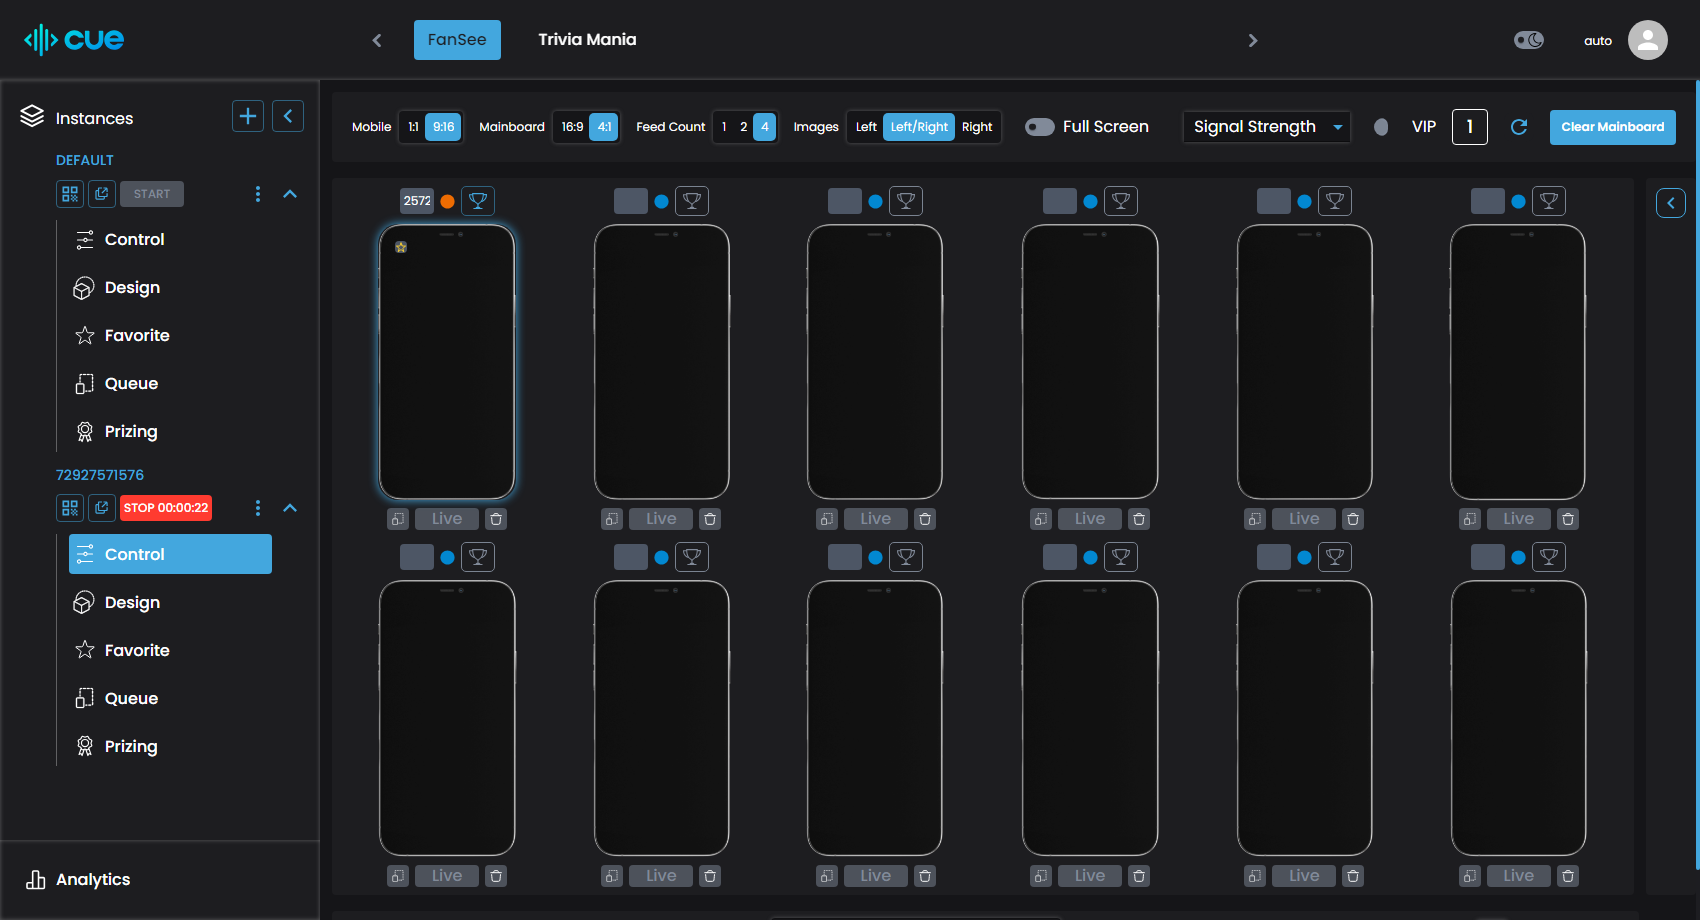 cue
FanSee Trivia Mania
auto
Instances
DEFAULT
START
Control
Design
Favorite
Queue
Prizing
72927571576
STOP 00:00:22
Control
Design
Favorite
Queue
Prizing
Analytics
Mobile 1:1 9:16 Mainboard 16:9 4:1 Feed Count 1 2 4 Images Left Left/Right Right Full Screen Signal Strength VIP 1 Clear Mainboard
2572
Live Live Live Live Live Live
Live Live Live Live Live Live